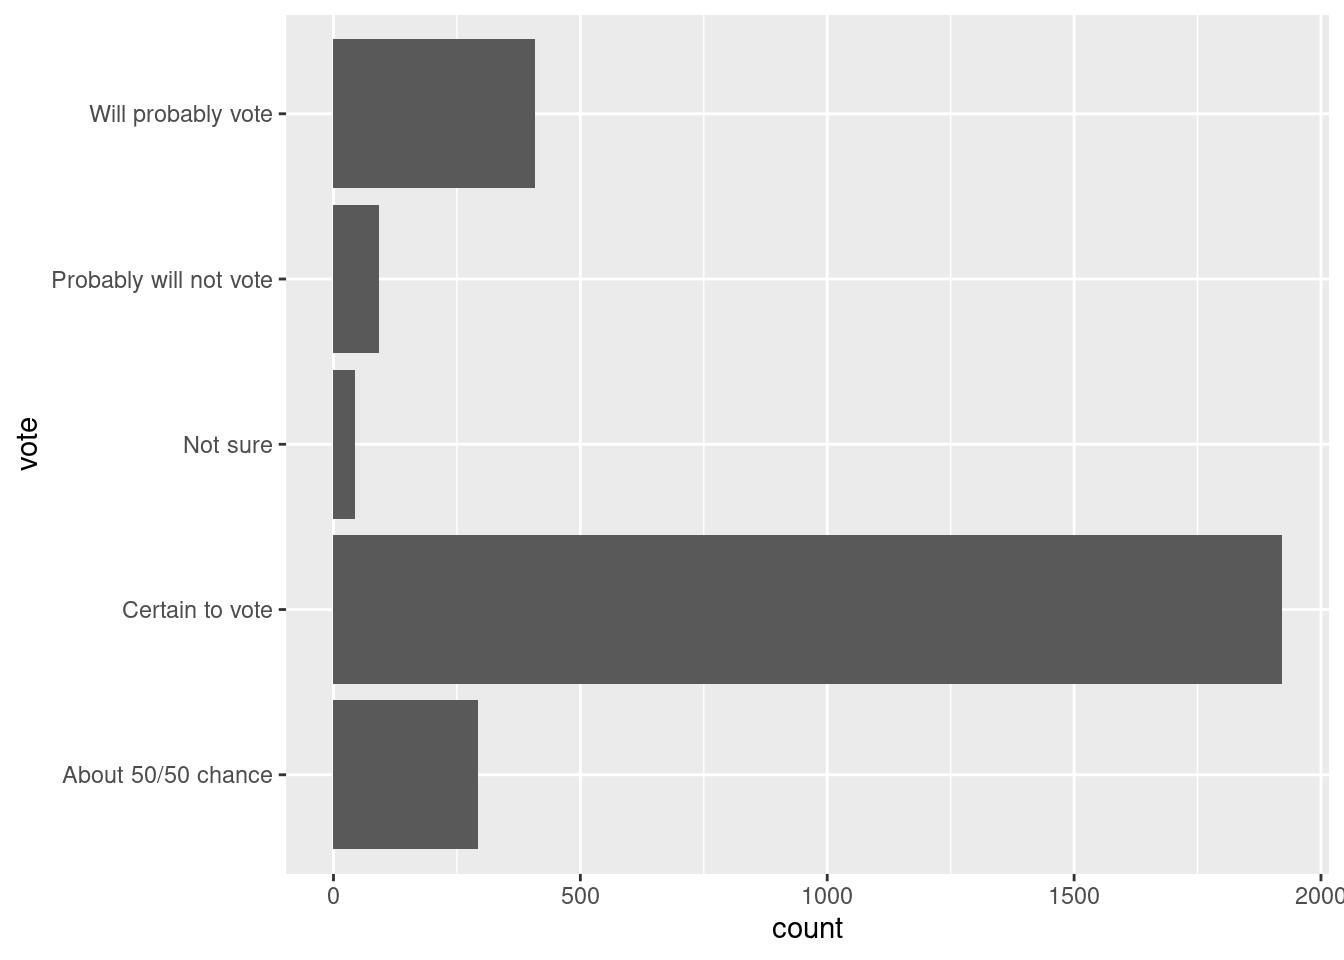 Will probably vote
Probably will not vote
Not sure
Certain to vote
About 50/50 chance
vote
0 500 1000 1500 2000
count